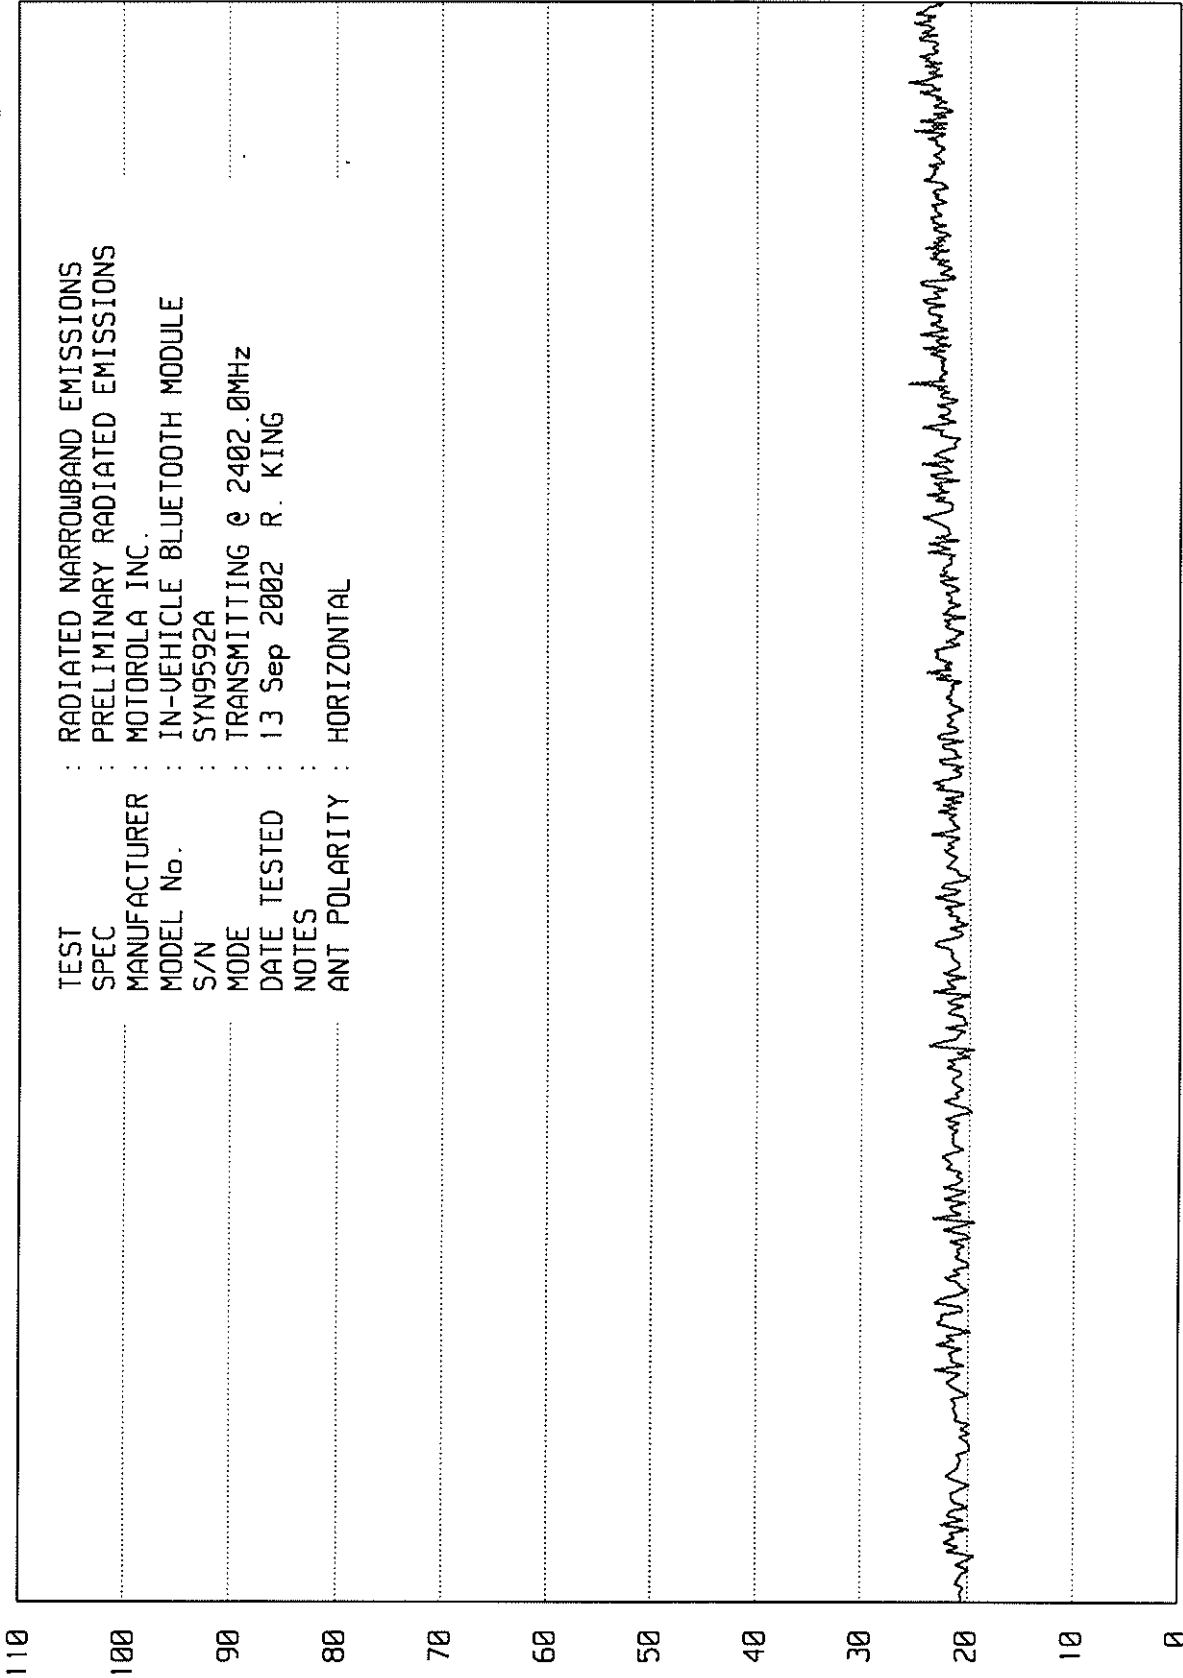 TEST : RADIATED NARROWBAND EMISSIONS
SPEC : PRELIMINARY RADIATED EMISSIONS
MANUFACTURER : MOTOROLA INC.
MODEL No. : IN-VEHICLE BLUETOOTH MODULE
S/N : SYN9592A
MODE : TRANSMITTING @ 2402.0MHz
DATE TESTED : 13 Sep 2002 R. KING
NOTES :
ANT POLARITY : HORIZONTAL
110
100
90
80
70
60
50
40
30
20
10
0